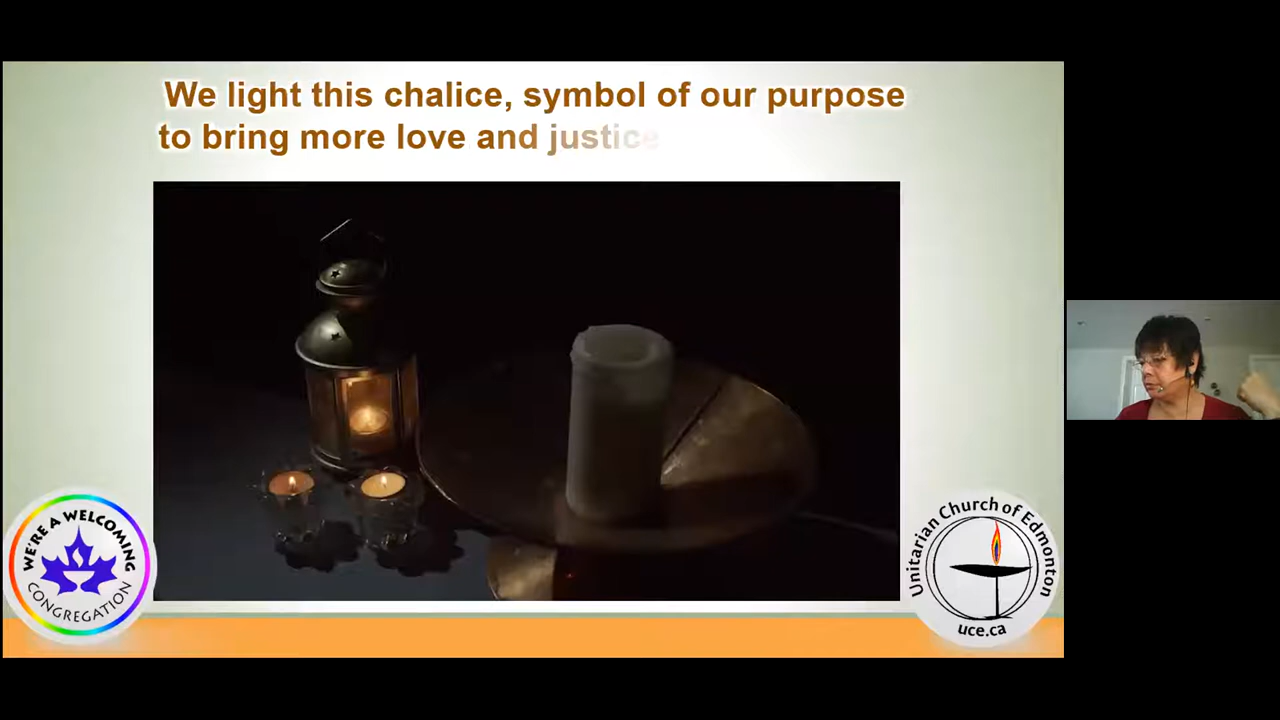 We light this chalice, symbol of our purpose
to bring more love and justice
WE'RE A WELCOMING
CONGREGATION
Unitarian Church of Edmonton
uce.ca